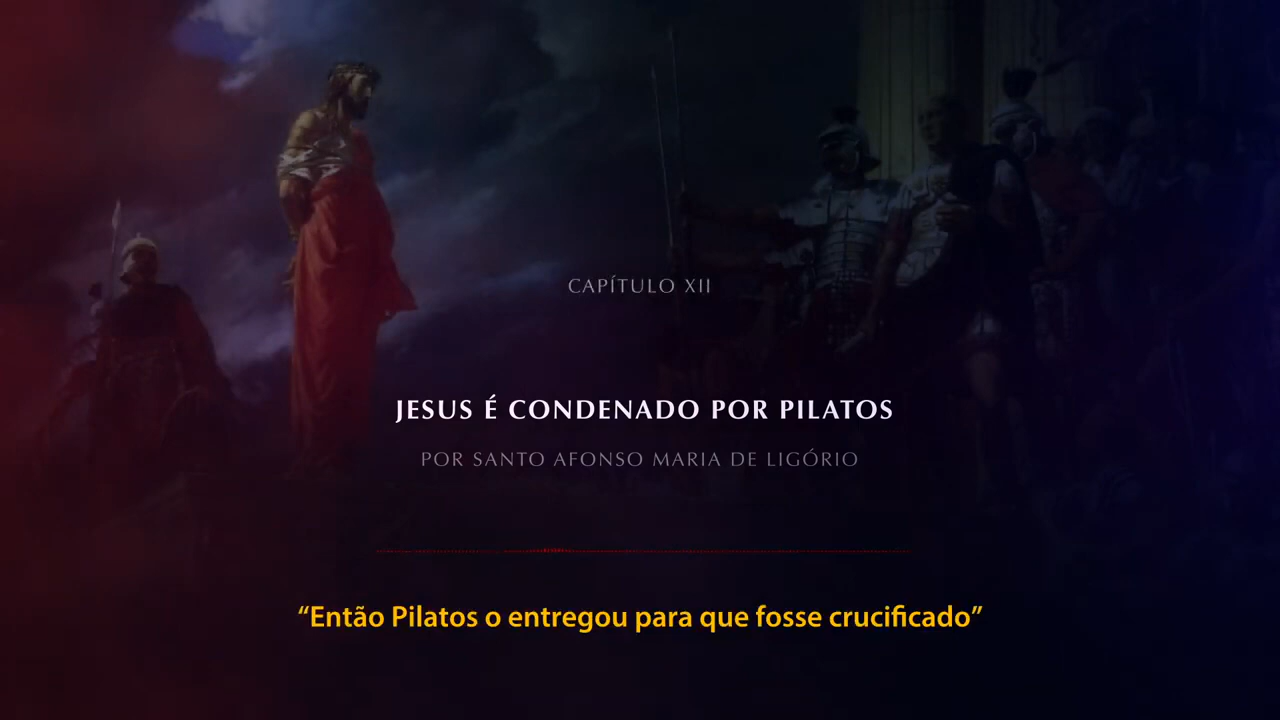 CAPÍTULO XII
JESUS É CONDENADO POR PILATOS
POR SANTO AFONSO MARIA DE LIGÓRIO
“Então Pilatos o entregou para que fosse crucificado”